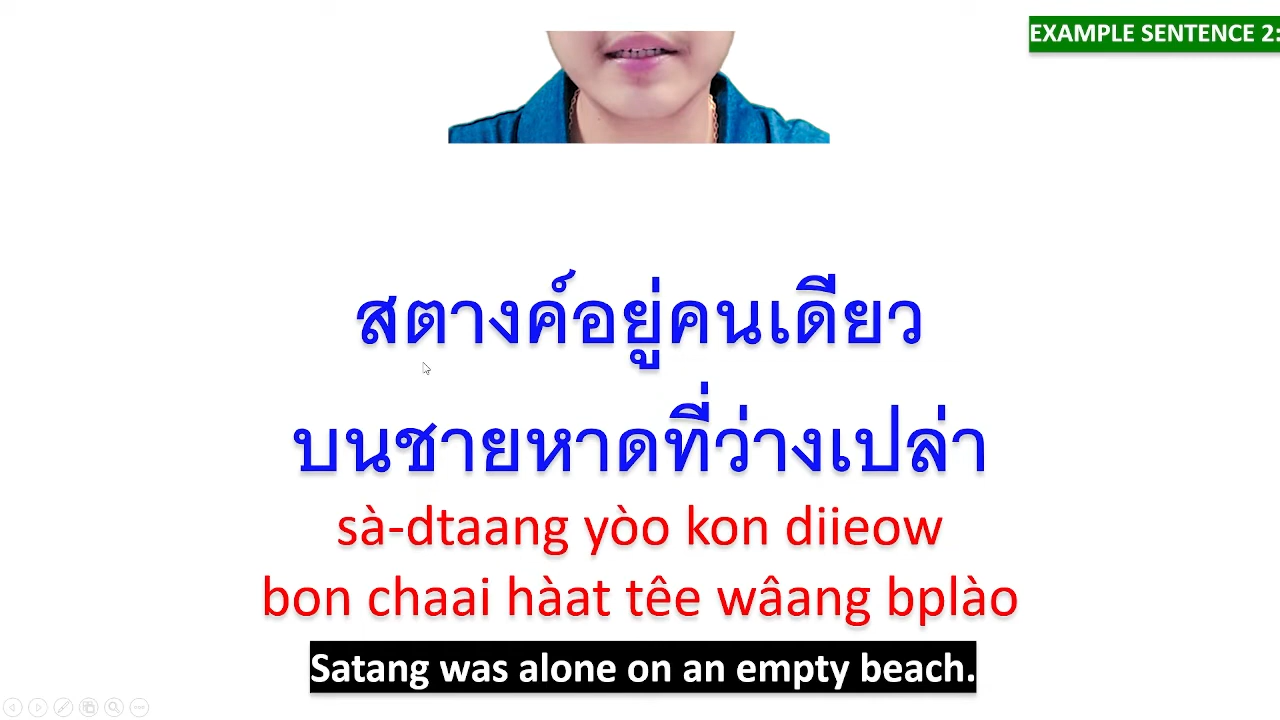 EXAMPLE SENTENCE 2:
สตางค์อยู่คนเดียว
บนชายหาดที่ว่างเปล่า
sà-dtaang yòo kon diieow
bon chaai hàat têe wâang bplào
Satang was alone on an empty beach.